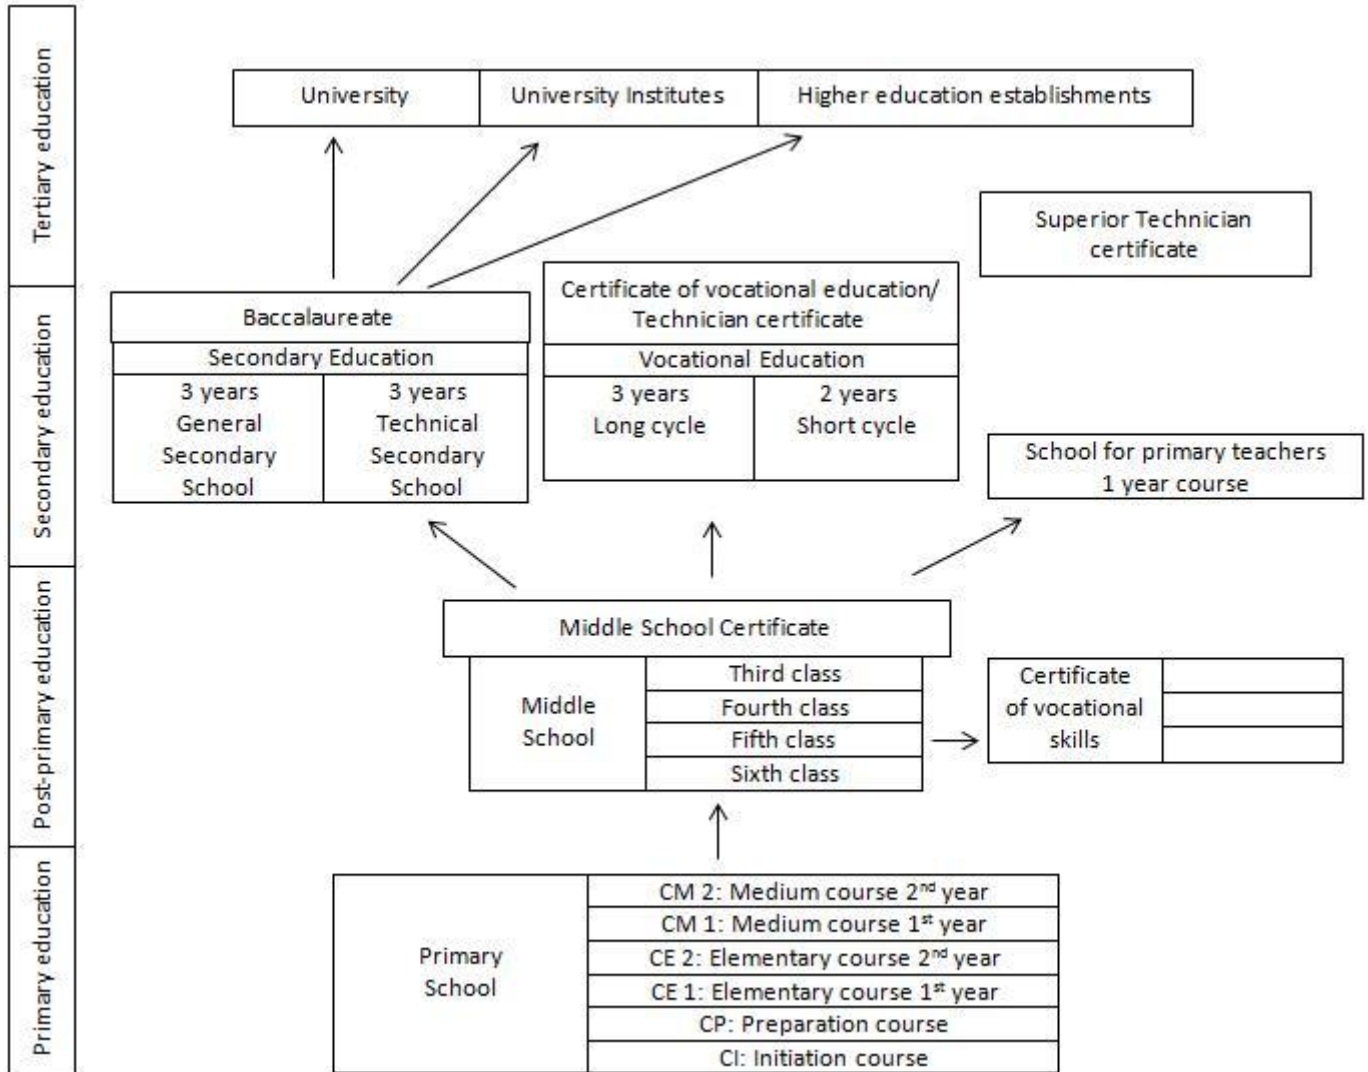 Tertiary education
University
University Institutes
Higher education establishments
Superior Technician
certificate
Secondary education
Baccalaureate
Secondary Education
3 years
General
Secondary
School
3 years
Technical
Secondary
School
Certificate of vocational education/
Technician certificate
Vocational Education
3 years
Long cycle
2 years
Short cycle
School for primary teachers
1 year course
Post-primary education
Middle School Certificate
Middle
School
Third class
Fourth class
Fifth class
Sixth class
Certificate
of vocational
skills
Primary education
Primary
School
CM 2: Medium course 2nd year
CM 1: Medium course 1st year
CE 2: Elementary course 2nd year
CE 1: Elementary course 1st year
CP: Preparation course
CI: Initiation course